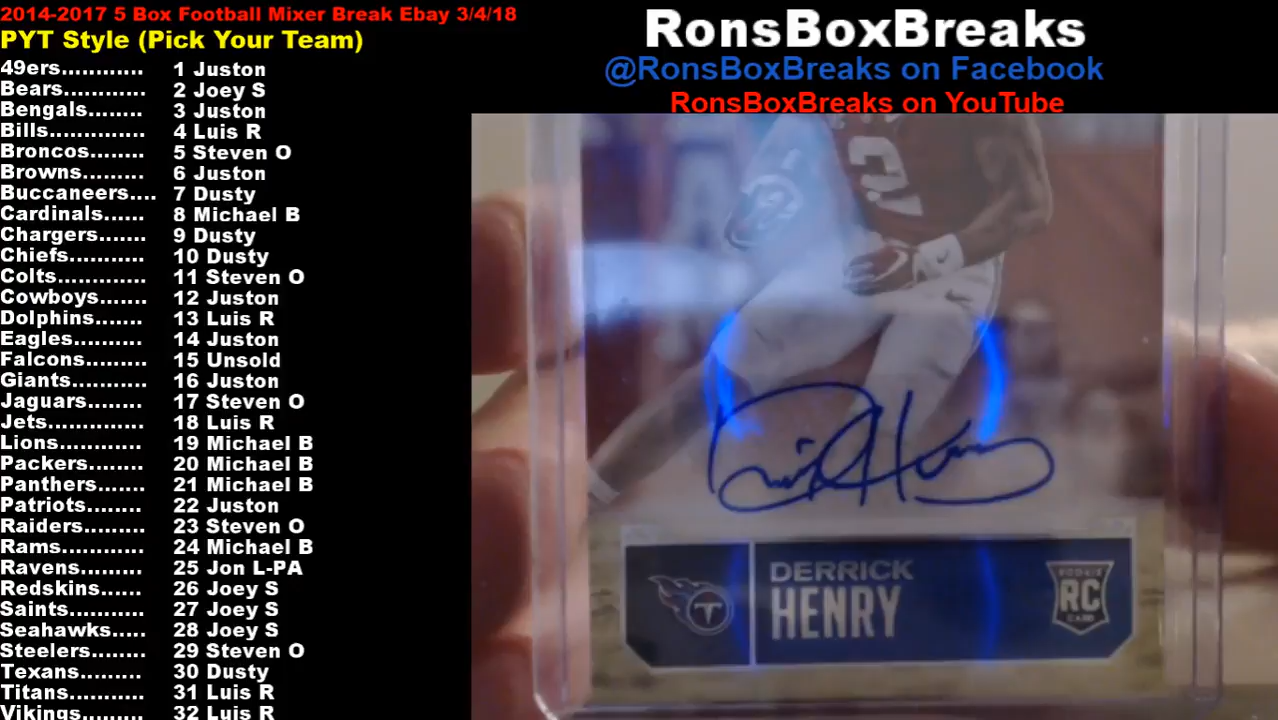 2014-2017 5 Box Football Mixer Break Ebay 3/4/18
PYT Style (Pick Your Team)
49ers............ 1 Juston
Bears............ 2 Joey S
Bengals........ 3 Juston
Bills.............. 4 Luis R
Broncos........ 5 Steven O
Browns......... 6 Juston
Buccaneers.... 7 Dusty
Cardinals...... 8 Michael B
Chargers....... 9 Dusty
Chiefs........... 10 Dusty
Colts............. 11 Steven O
Cowboys....... 12 Juston
Dolphins....... 13 Luis R
Eagles.......... 14 Juston
Falcons......... 15 Unsold
Giants........... 16 Juston
Jaguars........ 17 Steven O
Jets.............. 18 Luis R
Lions............ 19 Michael B
Packers........ 20 Michael B
Panthers....... 21 Michael B
Patriots........ 22 Juston
Raiders......... 23 Steven O
Rams............ 24 Michael B
Ravens......... 25 Jon L-PA
Redskins...... 26 Joey S
Saints........... 27 Joey S
Seahawks..... 28 Joey S
Steelers........ 29 Steven O
Texans......... 30 Dusty
Titans........... 31 Luis R
Vikings......... 32 Luis R
RonsBoxBreaks
@RonsBoxBreaks on Facebook
RonsBoxBreaks on YouTube
2
Derrick Henry
T
DERRICK
HENRY
ROOKIE
RC
CARD